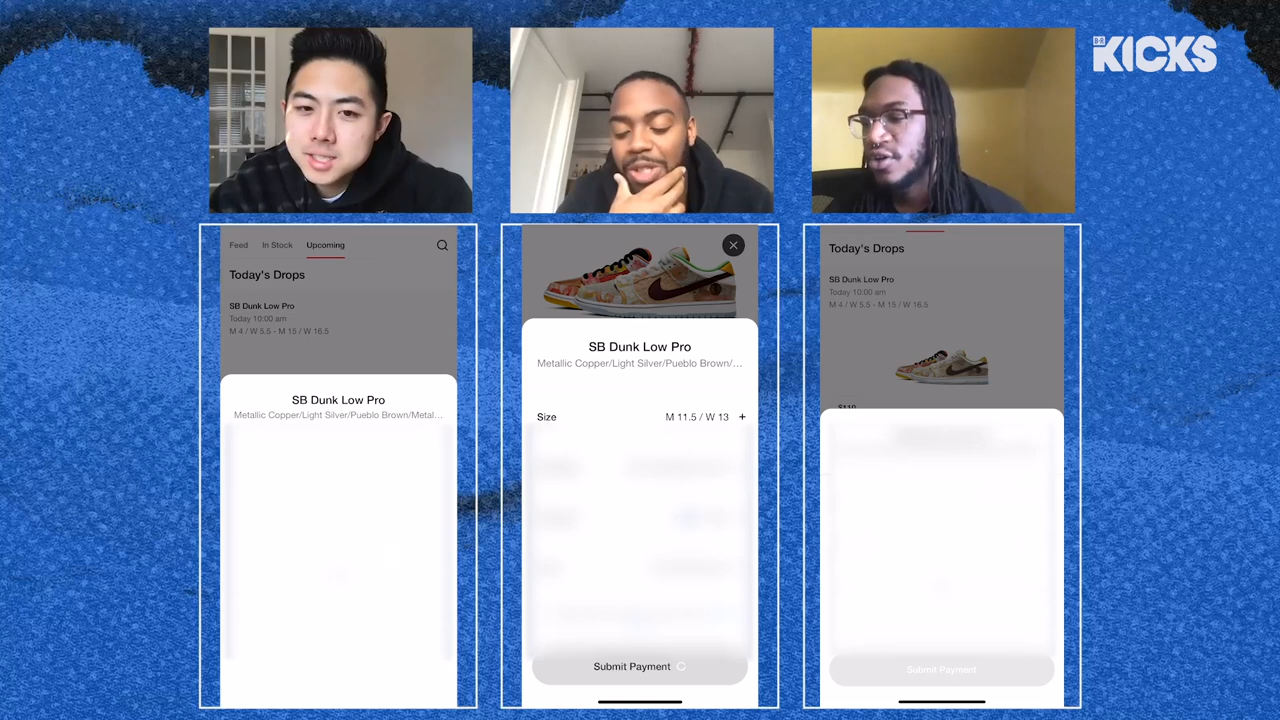 B/R KICKS
Feed In Stock Upcoming
Today's Drops
SB Dunk Low Pro
Today 10:00 am
M 4 / W 5.5 - M 15 / W 16.5
SB Dunk Low Pro
Metallic Copper/Light Silver/Pueblo Brown/Metal...
SB Dunk Low Pro
Metallic Copper/Light Silver/Pueblo Brown/...
Size M 11.5 / W 13 +
Submit Payment
Today's Drops
SB Dunk Low Pro
Today 10:00 am
M 4 / W 5.5 - M 15 / W 16.5
$110
Submit Payment